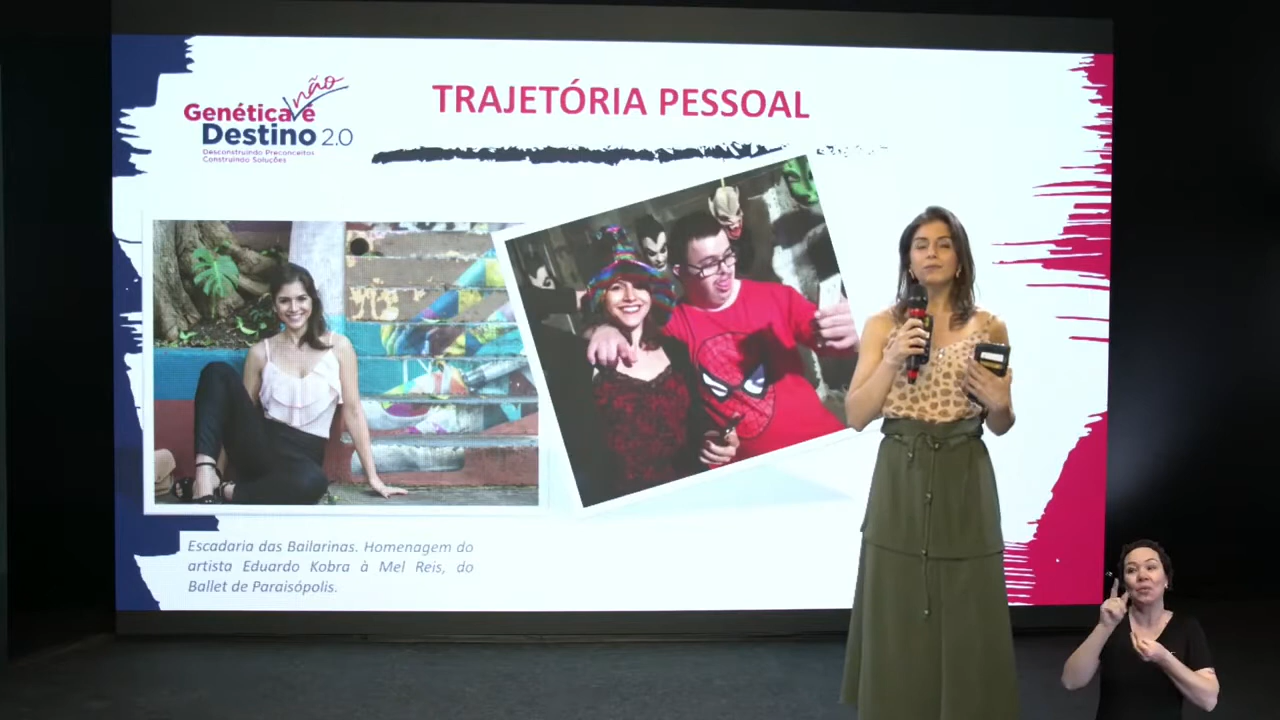 não
Genética é
Destino 2.0
Desconstruindo Preconceitos
Construindo Soluções
TRAJETÓRIA PESSOAL
Escadaria das Bailarinas. Homenagem do
artista Eduardo Kobra à Mel Reis, do
Ballet de Paraisópolis.